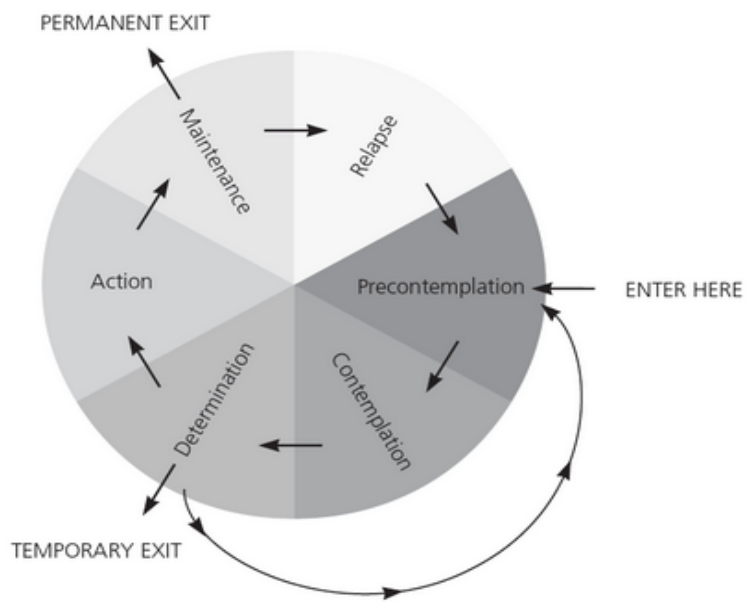 PERMANENT EXIT
Maintenance
Relapse
Action
Precontemplation
ENTER HERE
Determination
Contemplation
TEMPORARY EXIT